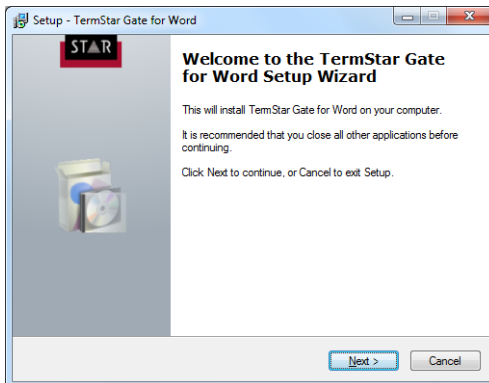 Setup - TermStar Gate for Word
STAR
Welcome to the TermStar Gate
for Word Setup Wizard
This will install TermStar Gate for Word on your computer.
It is recommended that you close all other applications before
continuing.
Click Next to continue, or Cancel to exit Setup.
Next >
Cancel